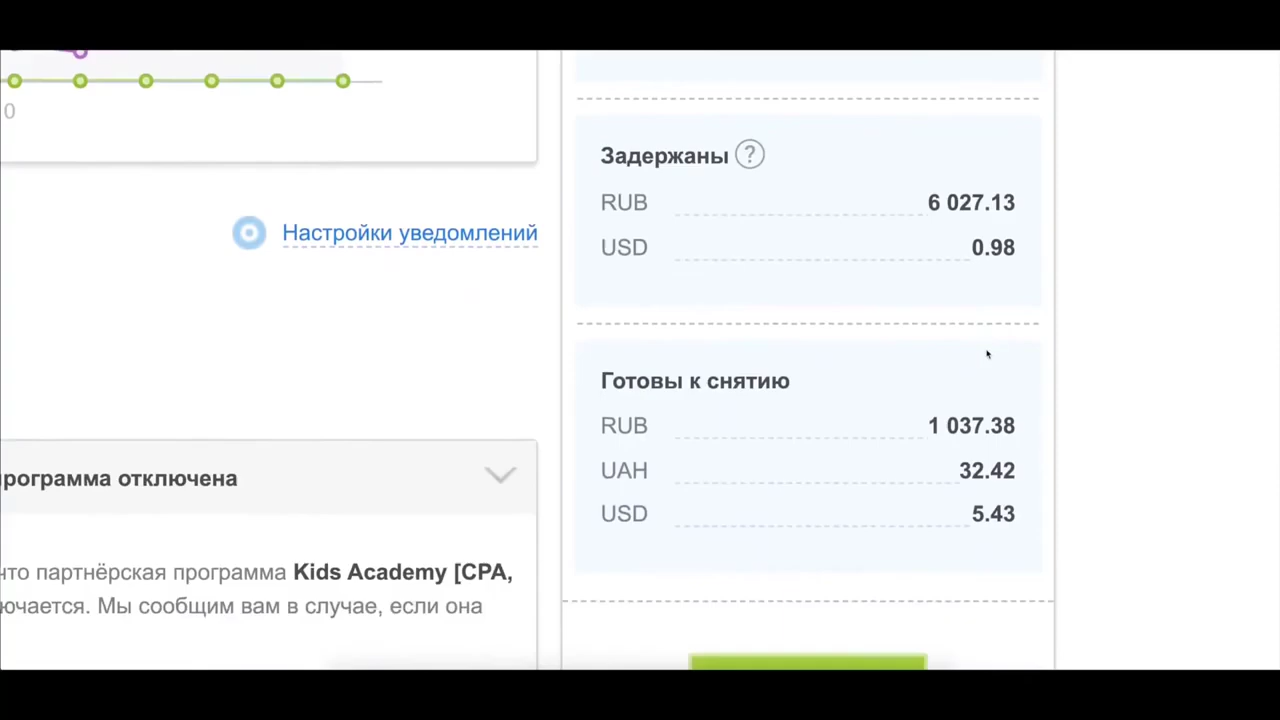 0
Настройки уведомлений
программа отключена
что партнёрская программа Kids Academy [CPA,
ючается. Мы сообщим вам в случае, если она
Задержаны ?
RUB 6 027.13
USD 0.98
Готовы к снятию
RUB 1 037.38
UAH 32.42
USD 5.43